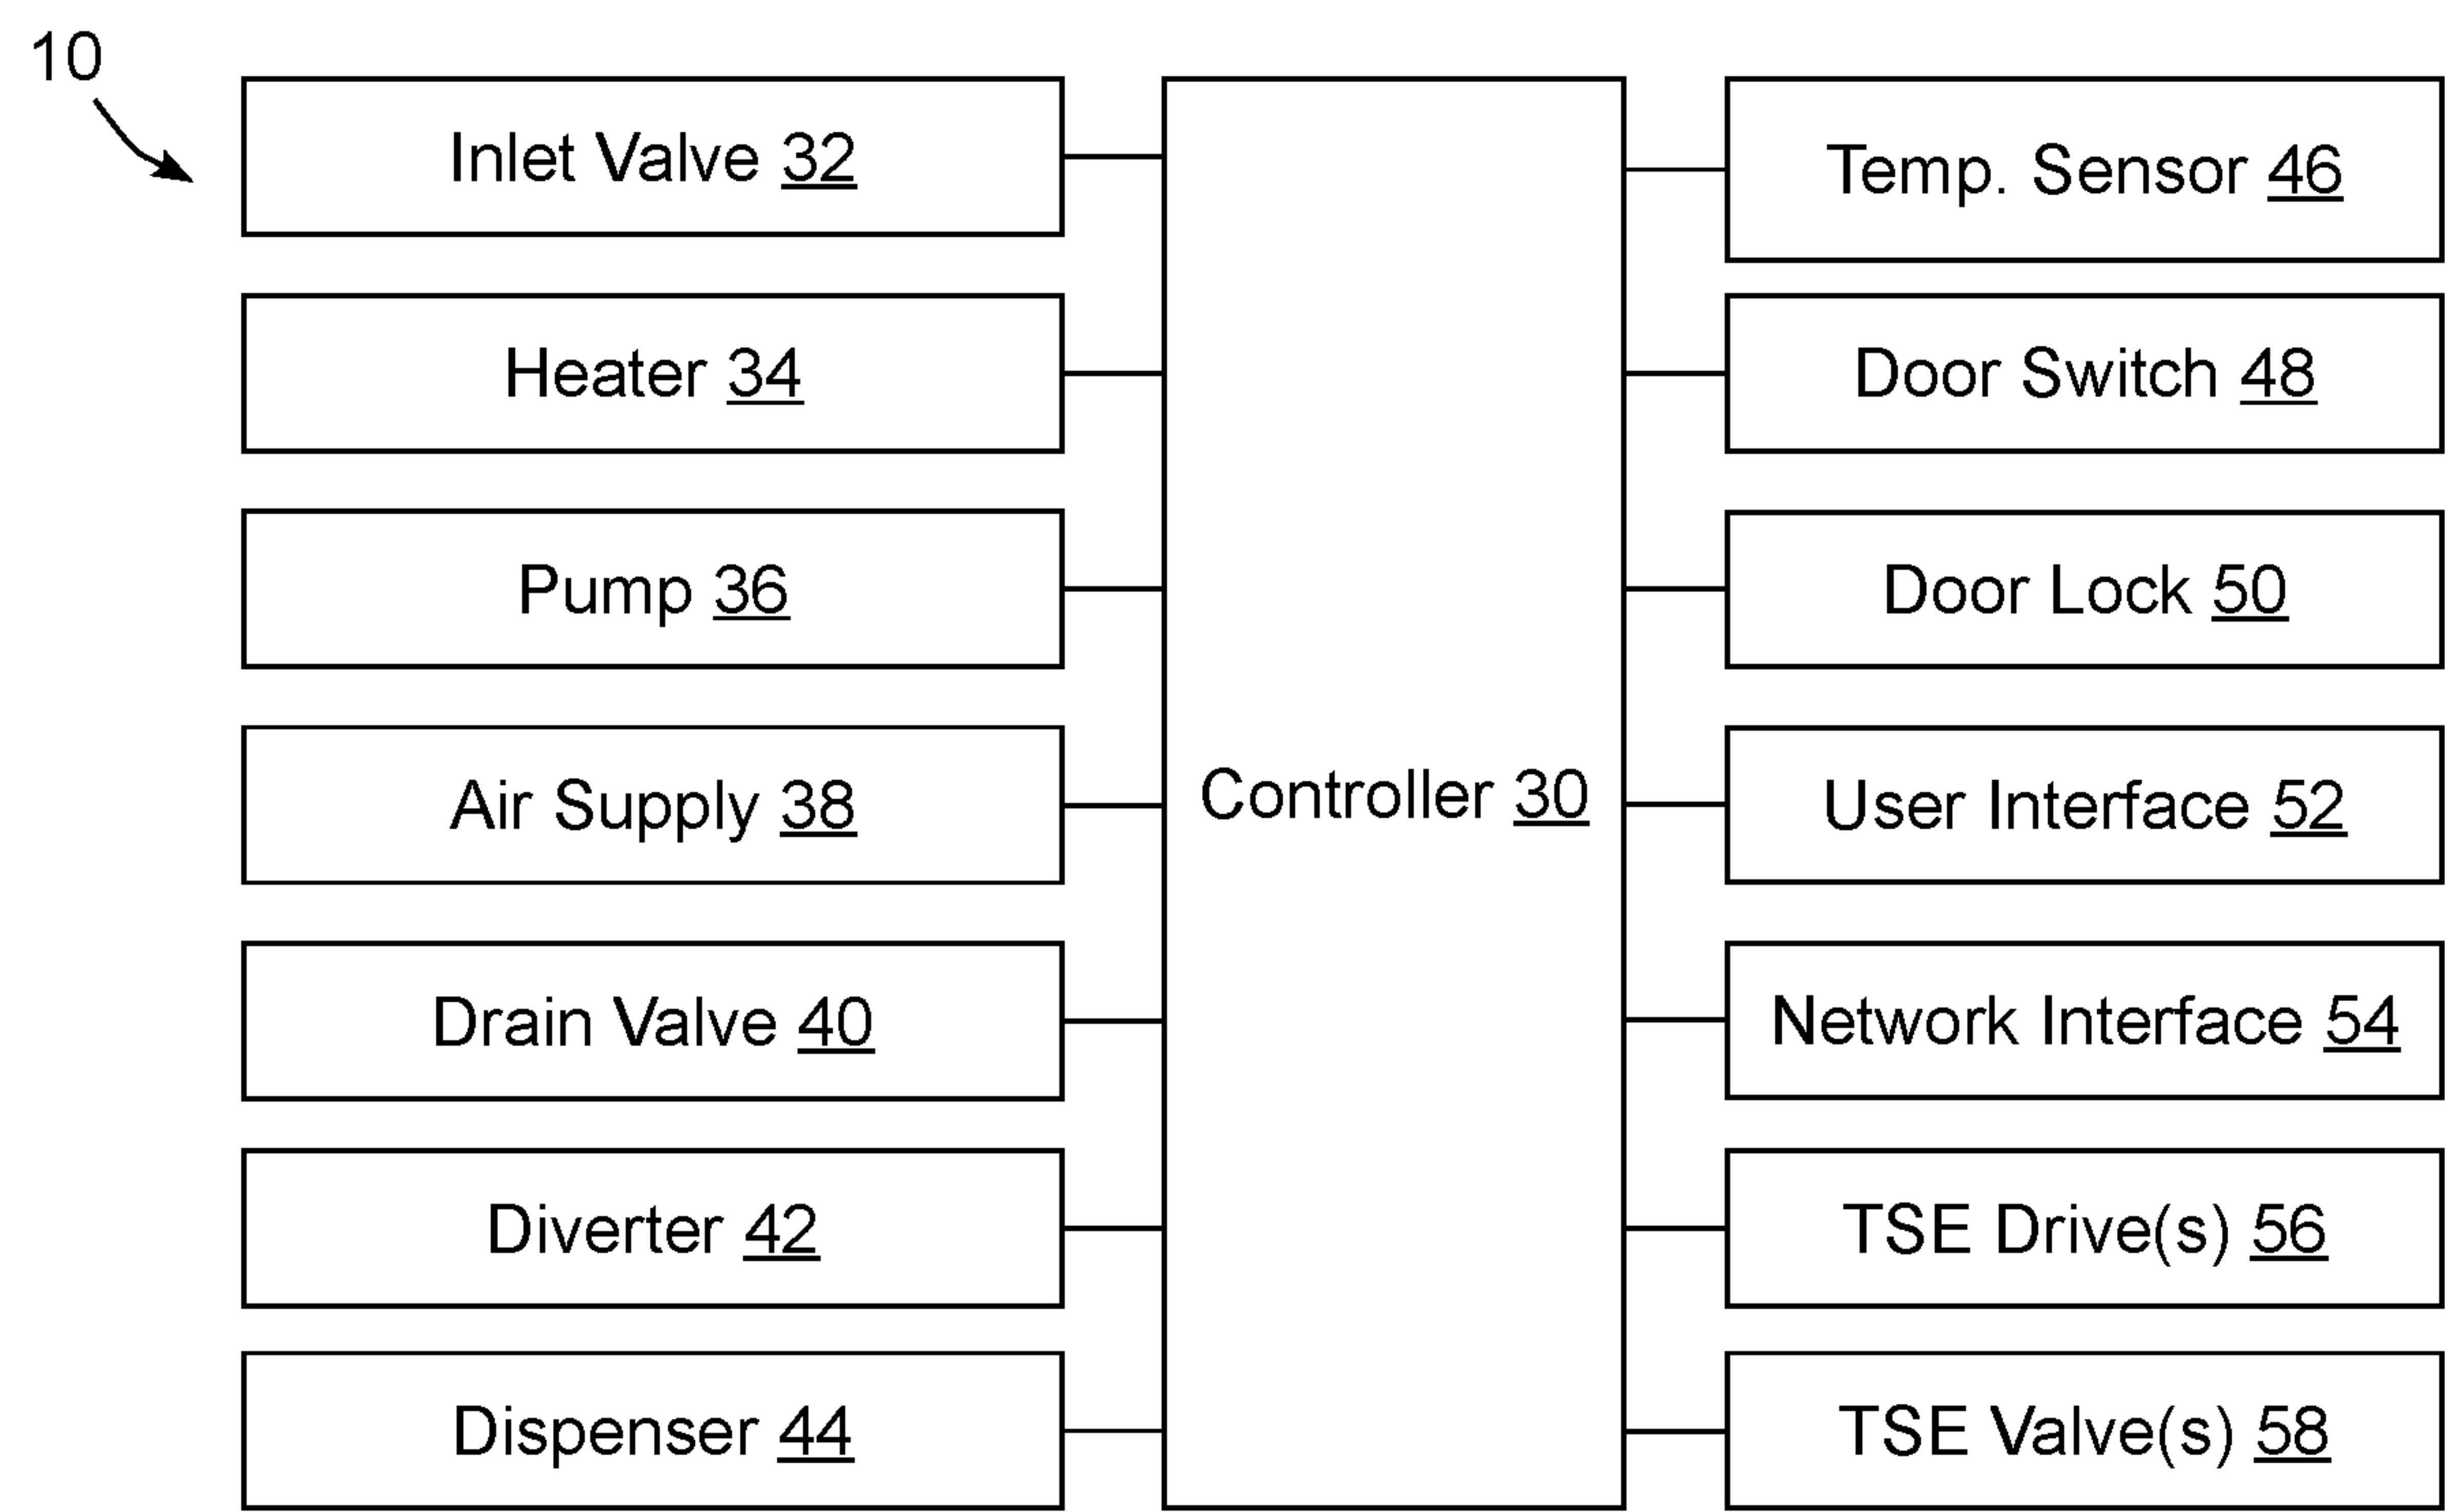 10
Inlet Valve 32
Heater 34
Pump 36
Air Supply 38
Drain Valve 40
Diverter 42
Dispenser 44
Controller 30
Temp. Sensor 46
Door Switch 48
Door Lock 50
User Interface 52
Network Interface 54
TSE Drive(s) 56
TSE Valve(s) 58